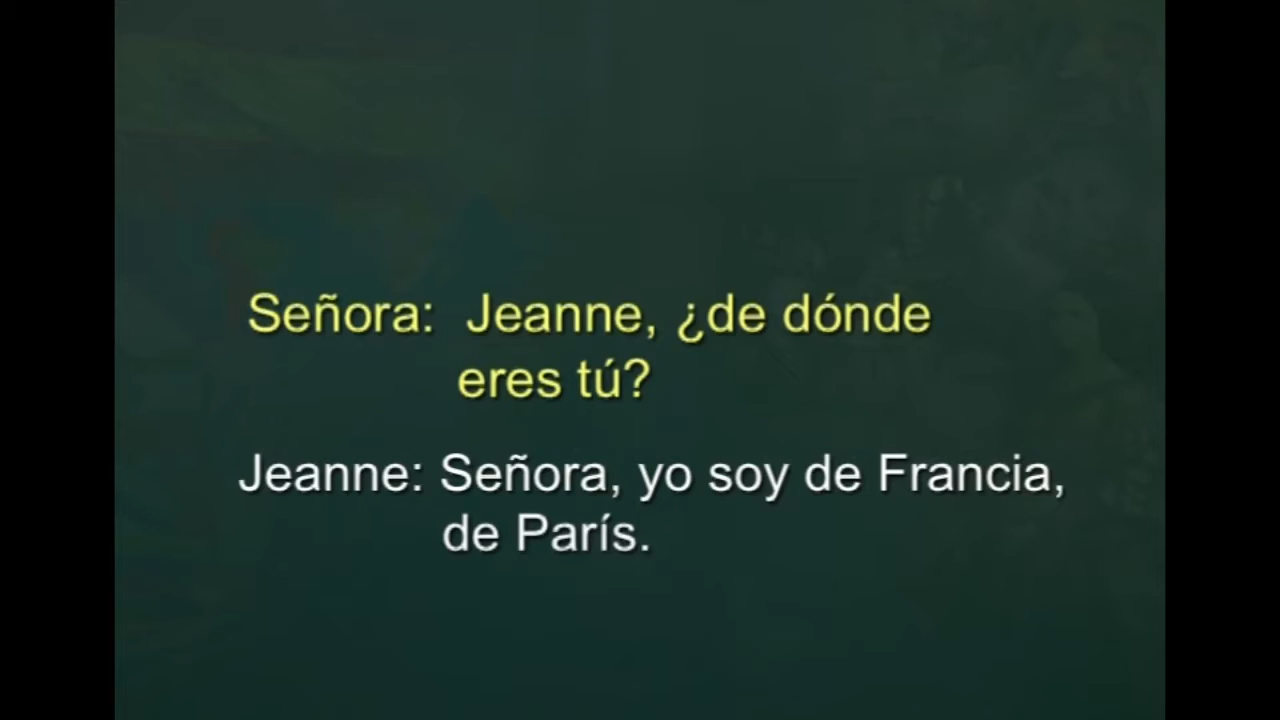 Señora: Jeanne, ¿de dónde
eres tú?
Jeanne: Señora, yo soy de Francia,
de París.